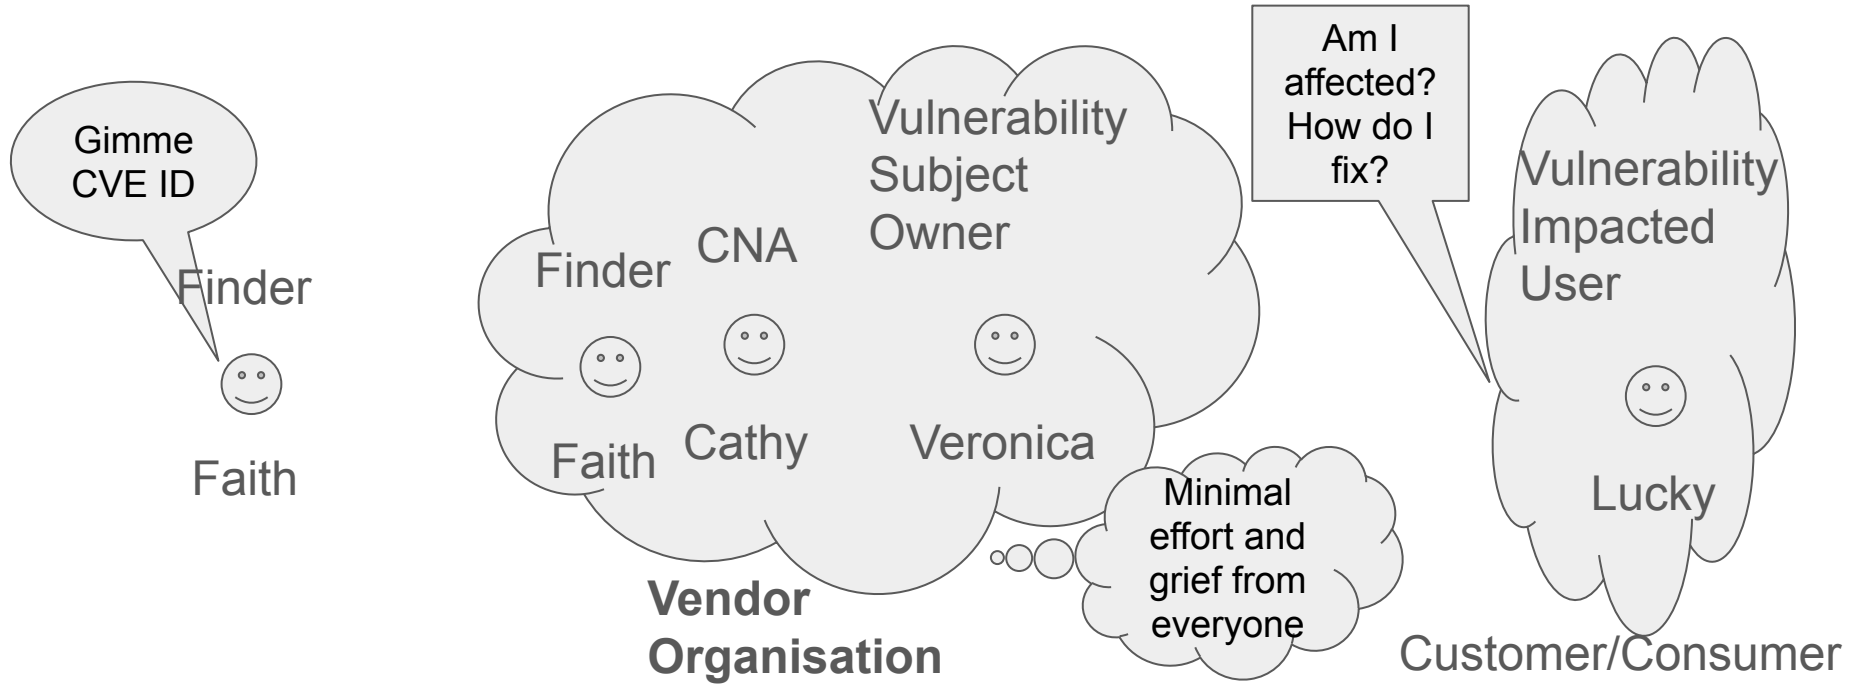 Gimme
CVE ID
Finder
Faith
Finder
Faith
CNA
Cathy
Vulnerability
Subject
Owner
Veronica
Vendor
Organisation
Minimal
effort and
grief from
everyone
Am I
affected?
How do I
fix?
Vulnerability
Impacted
User
Lucky
Customer/Consumer